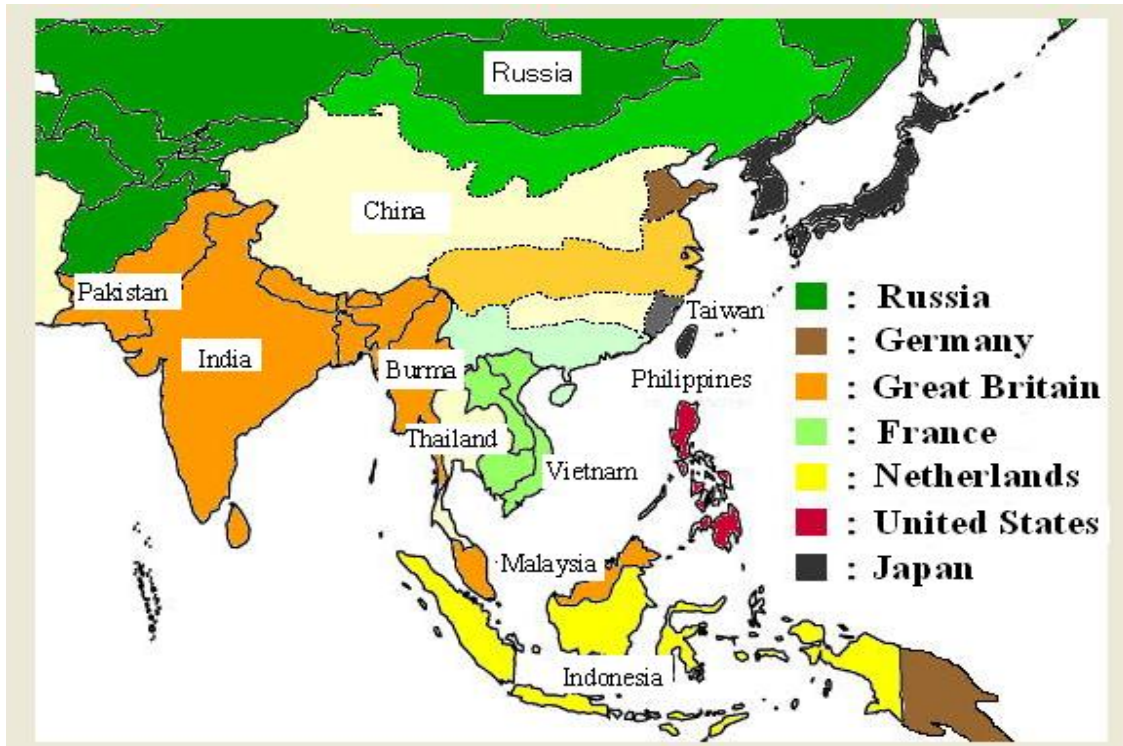 Russia
China
Pakistan
India
Burma
Taiwan
Philippines
Thailand
Vietnam
Malaysia
Indonesia
: Russia
: Germany
: Great Britain
: France
: Netherlands
: United States
: Japan